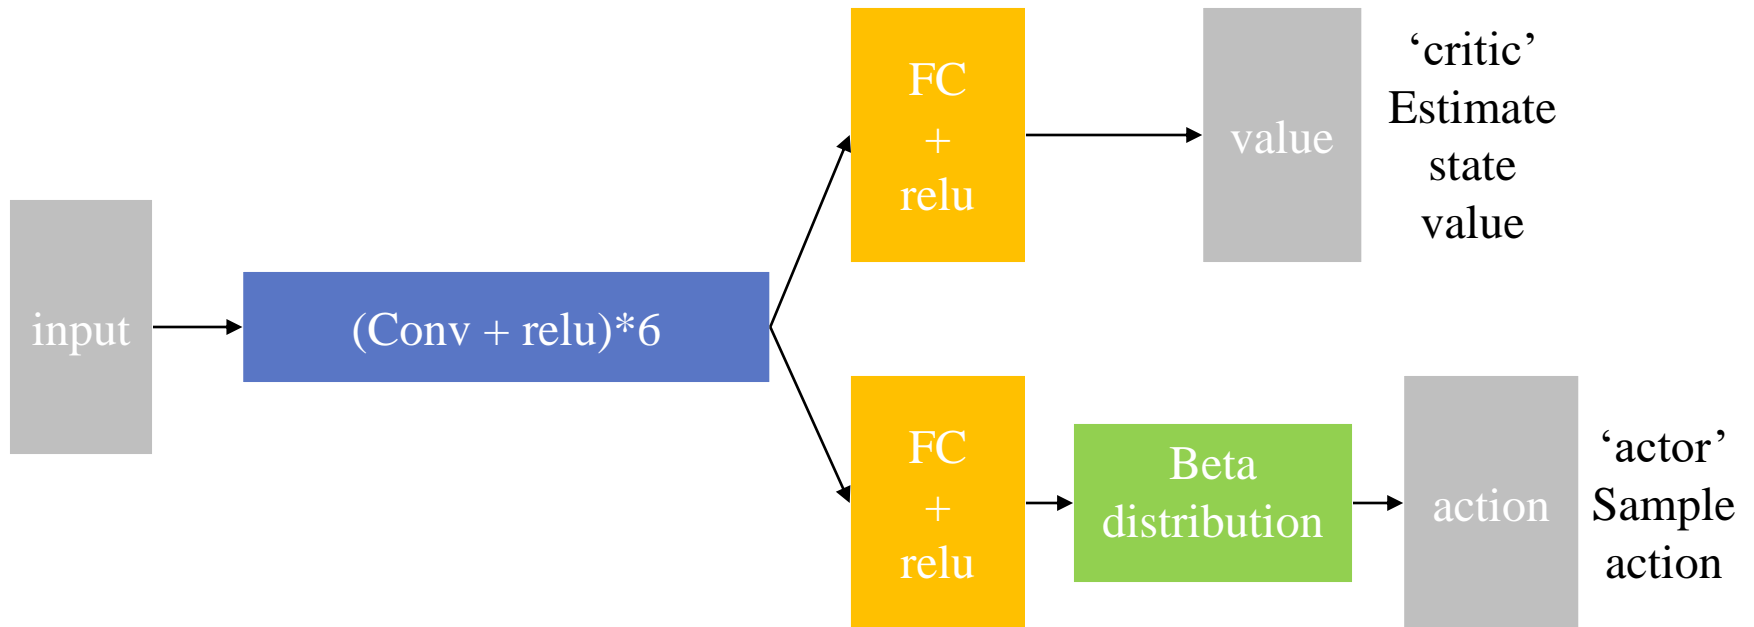 input
(Conv + relu)*6
FC
+
relu
value
‘critic’
Estimate
state
value
FC
+
relu
Beta
distribution
action
‘actor’
Sample
action